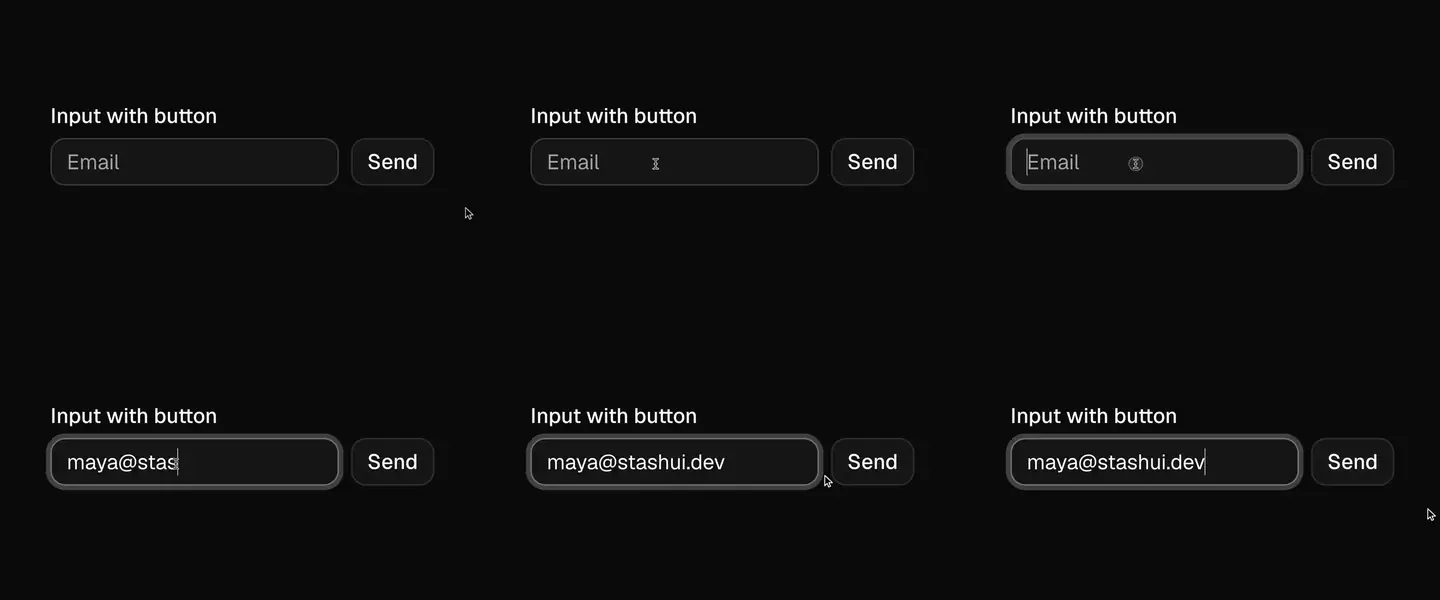 Input with button Input with button Input with button
Email Send Email Send Email Send
Input with button Input with button Input with button
maya@stas Send maya@stashui.dev Send maya@stashui.dev Send